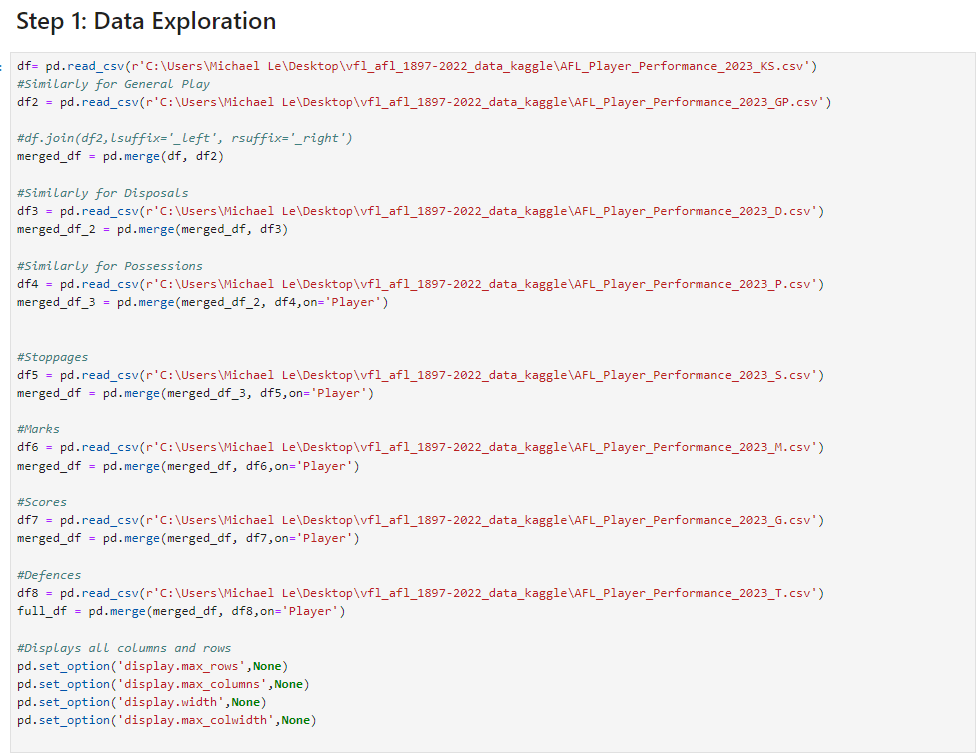 Step 1: Data Exploration
df= pd.read_csv(r'C:\Users\Michael Le\Desktop\vfl_afl_1897-2022_data_kaggle\AFL_Player_Performance_2023_KS.csv')
#Similarly for General Play
df2 = pd.read_csv(r'C:\Users\Michael Le\Desktop\vfl_afl_1897-2022_data_kaggle\AFL_Player_Performance_2023_GP.csv')
#df.join(df2,lsuffix='_left', rsuffix='_right')
merged_df = pd.merge(df, df2)
#Similarly for Disposals
df3 = pd.read_csv(r'C:\Users\Michael Le\Desktop\vfl_afl_1897-2022_data_kaggle\AFL_Player_Performance_2023_D.csv')
merged_df_2 = pd.merge(merged_df, df3)
#Similarly for Possessions
df4 = pd.read_csv(r'C:\Users\Michael Le\Desktop\vfl_afl_1897-2022_data_kaggle\AFL_Player_Performance_2023_P.csv')
merged_df_3 = pd.merge(merged_df_2, df4,on='Player')
#Stoppages
df5 = pd.read_csv(r'C:\Users\Michael Le\Desktop\vfl_afl_1897-2022_data_kaggle\AFL_Player_Performance_2023_S.csv')
merged_df = pd.merge(merged_df_3, df5,on='Player')
#Marks
df6 = pd.read_csv(r'C:\Users\Michael Le\Desktop\vfl_afl_1897-2022_data_kaggle\AFL_Player_Performance_2023_M.csv')
merged_df = pd.merge(merged_df, df6,on='Player')
#Scores
df7 = pd.read_csv(r'C:\Users\Michael Le\Desktop\vfl_afl_1897-2022_data_kaggle\AFL_Player_Performance_2023_G.csv')
merged_df = pd.merge(merged_df, df7,on='Player')
#Defences
df8 = pd.read_csv(r'C:\Users\Michael Le\Desktop\vfl_afl_1897-2022_data_kaggle\AFL_Player_Performance_2023_T.csv')
full_df = pd.merge(merged_df, df8,on='Player')
#Displays all columns and rows
pd.set_option('display.max_rows',None)
pd.set_option('display.max_columns',None)
pd.set_option('display.width',None)
pd.set_option('display.max_colwidth',None)